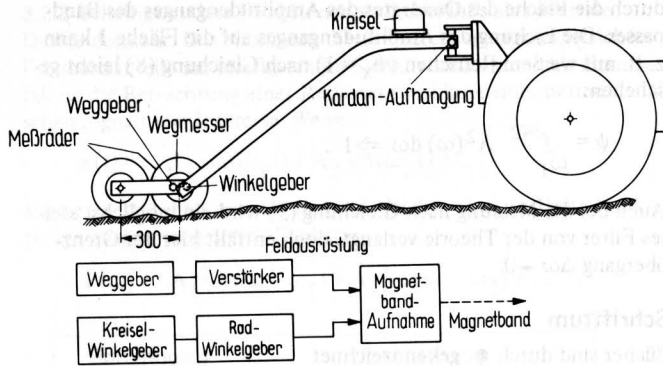 Kreisel
Kardan-Aufhängung
Weggeber
Wegmesser
Meßräder
Winkelgeber
300
Feldausrüstung
Weggeber
Verstärker
Magnet-
band-
Aufnahme
Magnetband
Kreisel-
Winkelgeber
Rad-
Winkelgeber